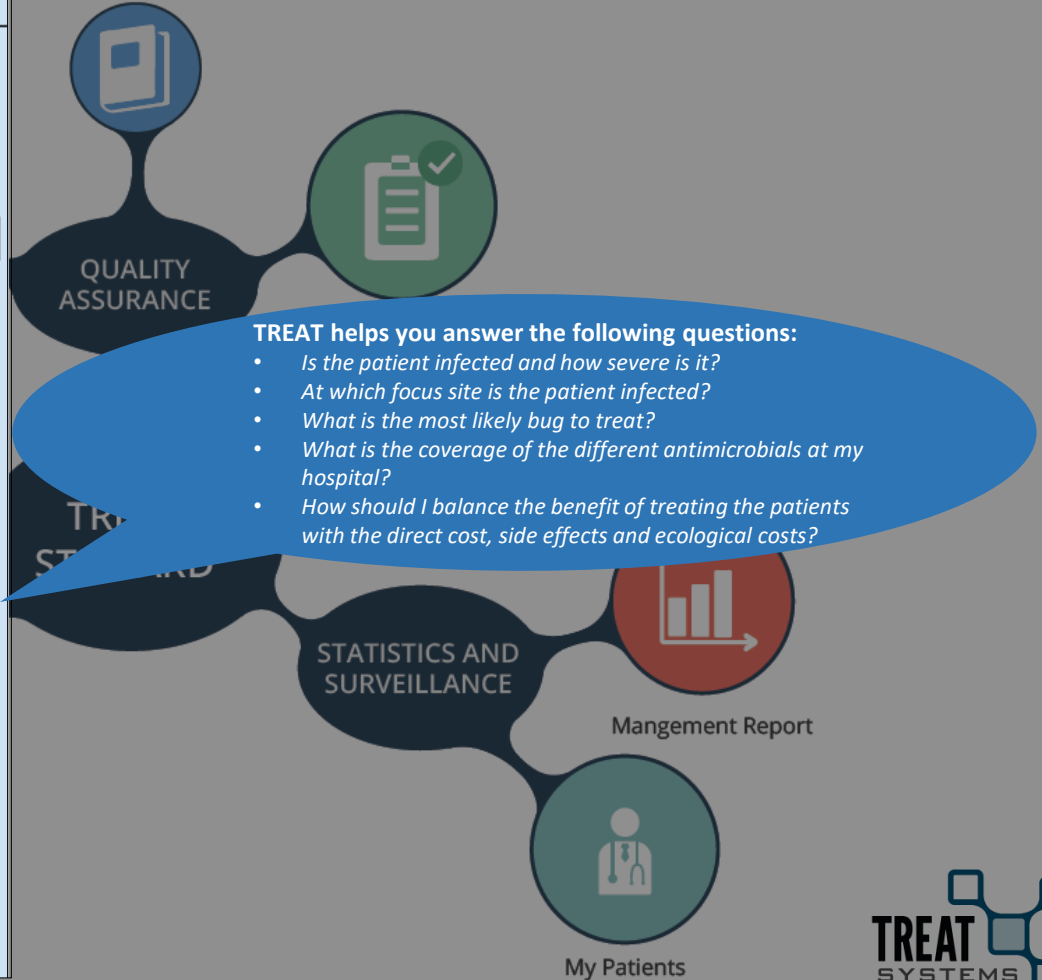 QUALITY
ASSURANCE
TREAT helps you answer the following questions:
• Is the patient infected and how severe is it?
• At which focus site is the patient infected?
• What is the most likely bug to treat?
• What is the coverage of the different antimicrobials at my
hospital?
• How should I balance the benefit of treating the patients
with the direct cost, side effects and ecological costs?
STATISTICS AND
SURVEILLANCE
Mangement Report
My Patients
TREAT
SYSTEMS